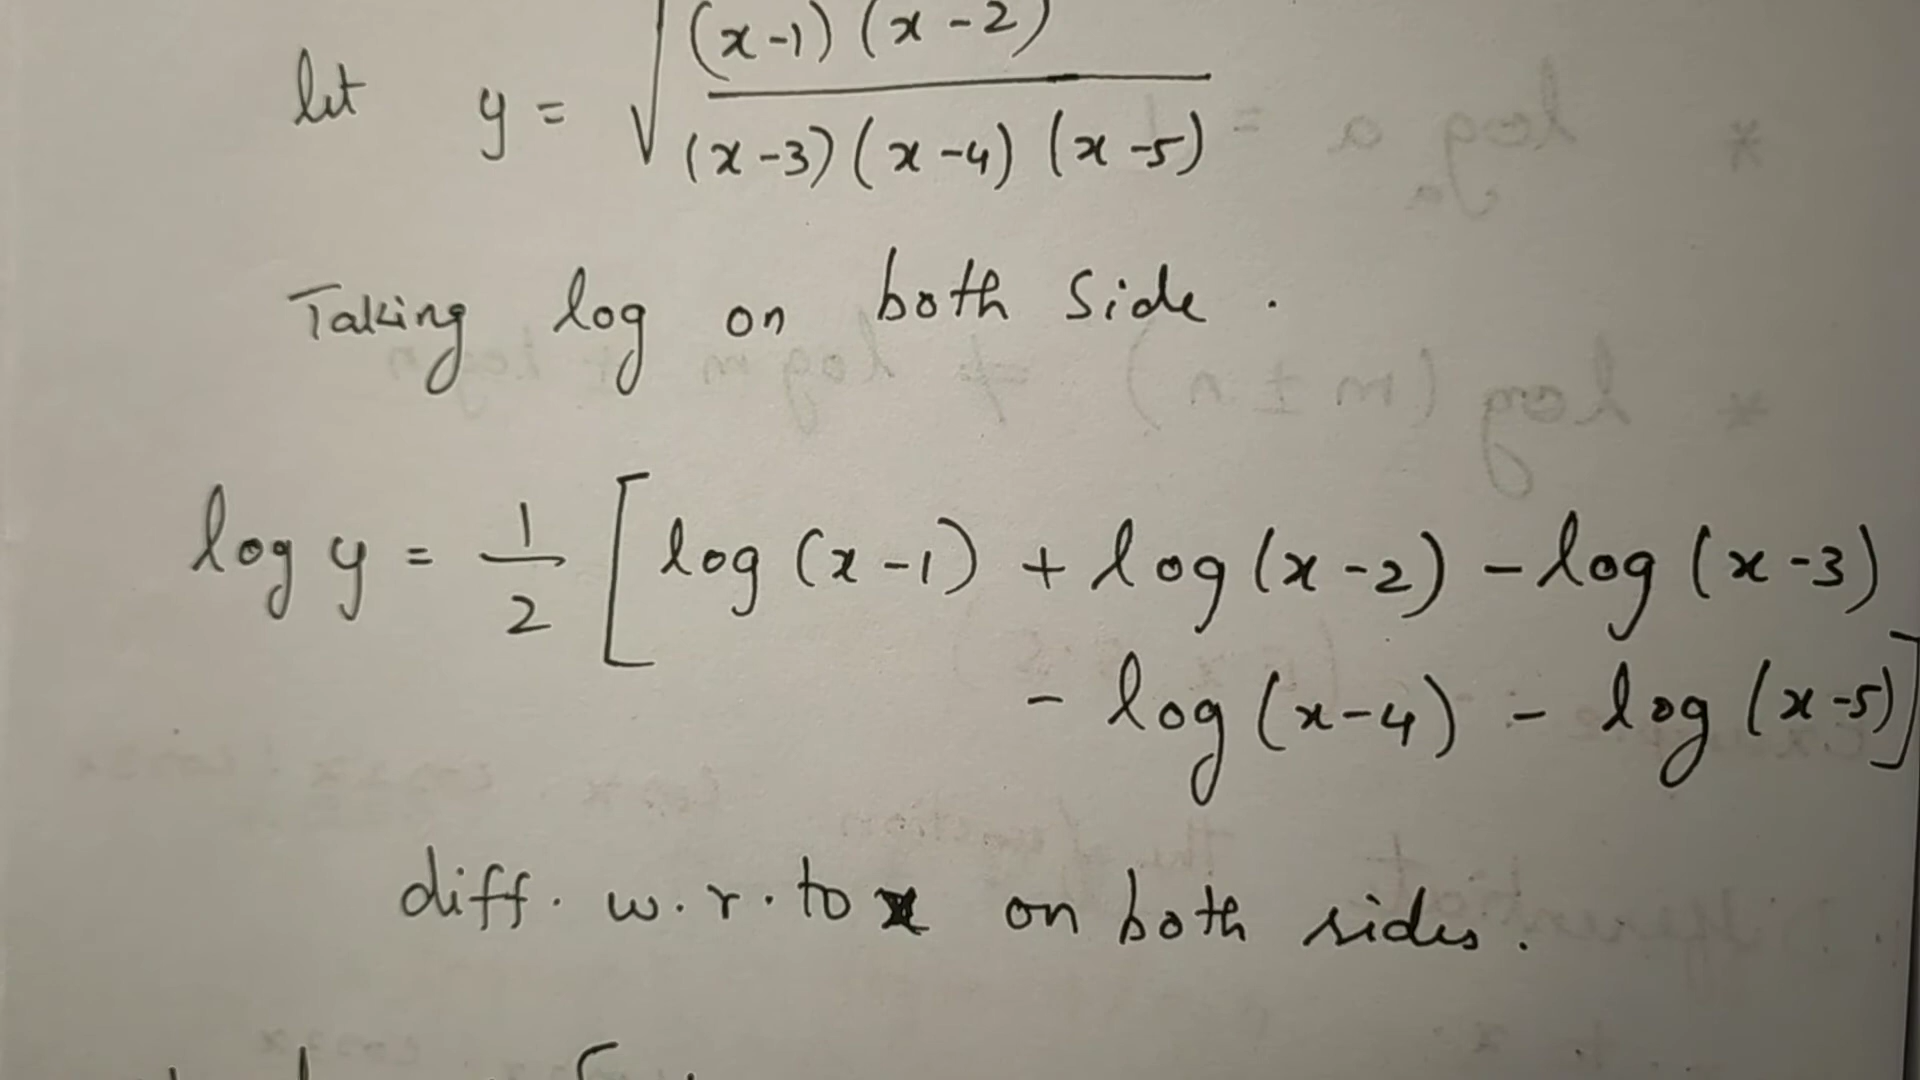 let y = √((x-1)(x-2) / (x-3)(x-4)(x-5))
Taking log on both side.
log y = 1/2 [log(x-1) + log(x-2) - log(x-3)
- log(x-4) - log(x-5)]
diff. w.r.to x on both sides.